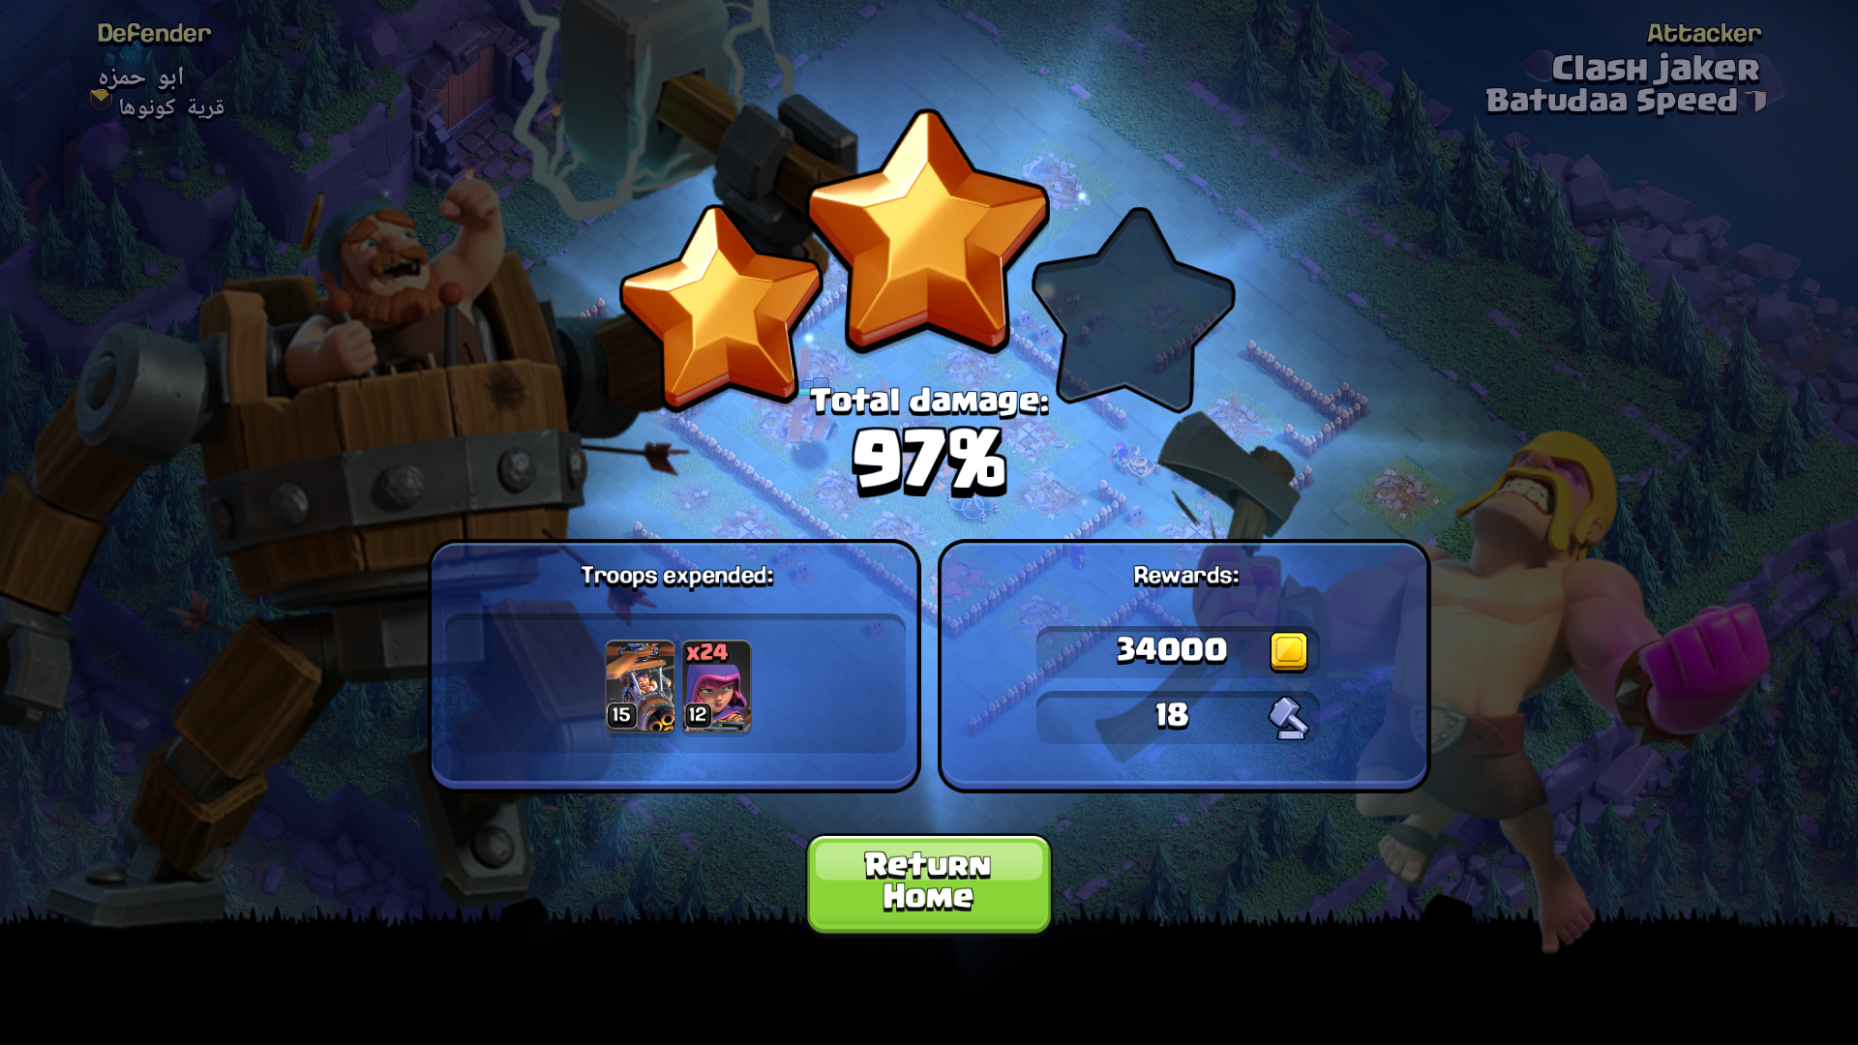 Defender
ابو حمزه
قرية كونوها
Attacker
Clash jaker
Batudaa Speed
Total damage:
97%
Troops expended:
15
x24
12
Rewards:
34000
18
Return
Home